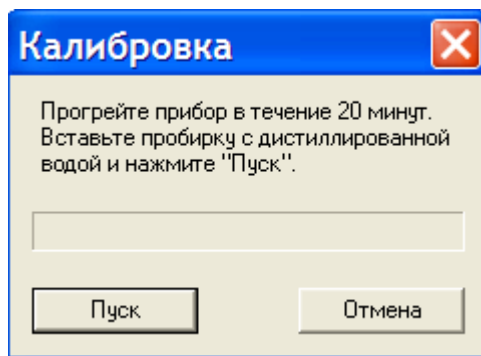 Калибровка
Прогрейте прибор в течение 20 минут.
Вставьте пробирку с дистиллированной
водой и нажмите "Пуск".
Пуск
Отмена